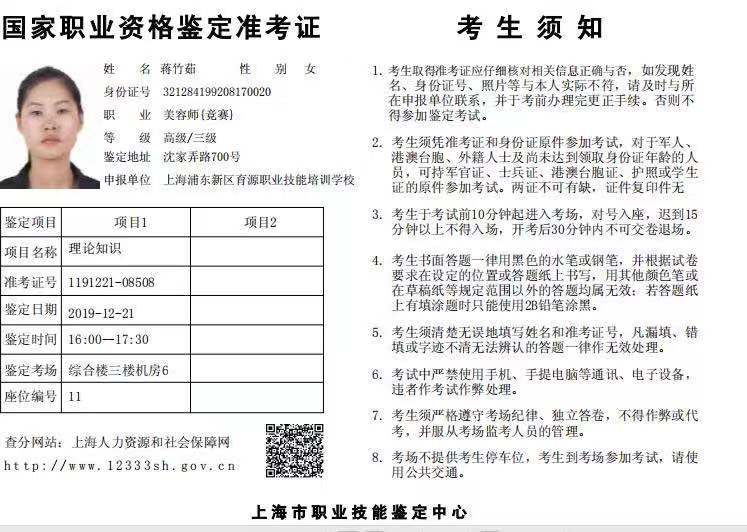 国家职业资格鉴定准考证
姓 名 蒋竹茹 性 别 女
身份证号 321284199208170020
职 业 美容师{竞赛}
等 级 高级/三级
鉴定地址 沈家弄路700号
申报单位 上海浦东新区育源职业技能培训学校
鉴定项目 项目1 项目2
项目名称 理论知识
准考证号 1191221-08508
鉴定日期 2019-12-21
鉴定时间 16:00—17:30
鉴定考场 综合楼三楼机房6
座位编号 11
查分网站：上海人力资源和社会保障网
http://www.12333sh.gov.cn
考生须知
1. 考生取得准考证应仔细核对相关信息正确与否，如发现姓
名、身份证号、照片等与本人实际不符，请及时与所
在申报单位联系，并于考前办理完更正手续。否则不
得参加鉴定考试。
2. 考生须凭准考证和身份证原件参加考试，对于军人、
港澳台胞、外籍人士及尚未达到领取身份证年龄的人
员，可持军官证、士兵证、港澳台胞证、护照或学生
证的原件参加考试。两证不可有缺，证件复印件无
3. 考生于考试前10分钟起进入考场，对号入座，迟到15
分钟以上不得入场，开考后30分钟内不可交卷退场。
4. 考生书面答题一律用黑色的水笔或钢笔，并根据试卷
要求在设定的位置或答题纸上书写，用其他颜色笔或
在草稿纸等规定范围以外的答题均属无效；若答题纸
上有填涂题时只能使用2B铅笔涂黑。
5. 考生须清楚无误地填写姓名和准考证号，凡漏填、错
填或字迹不清无法辨认的答题一律作无效处理。
6. 考试中严禁使用手机、手提电脑等通讯、电子设备，
违者作考试作弊处理。
7. 考生须严格遵守考场纪律、独立答卷，不得作弊或代
考，并服从考场监考人员的管理。
8. 考场不提供考生停车位，考生到考场参加考试，请使
用公共交通。
上海市职业技能鉴定中心